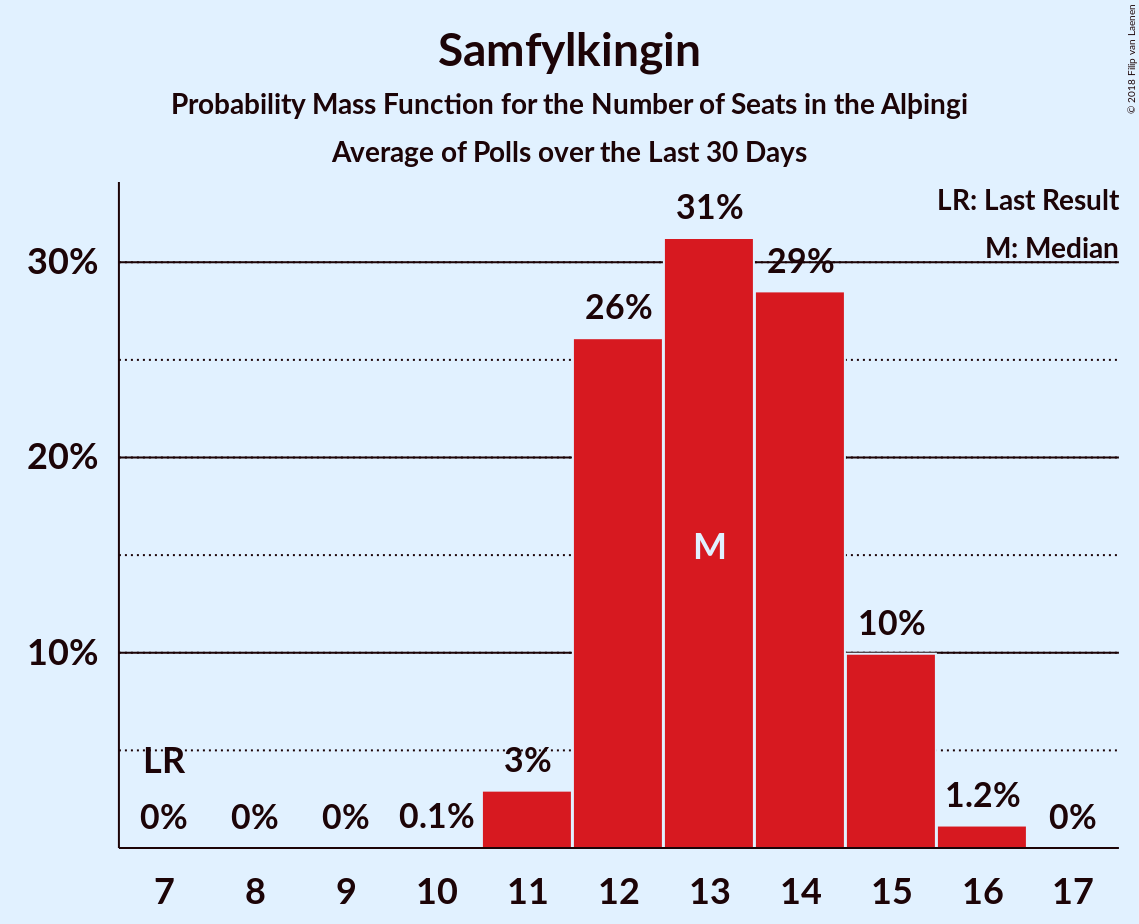 Samfylkingin
Probability Mass Function for the Number of Seats in the Alþingi
Average of Polls over the Last 30 Days
© 2018 Filip van Laenen
LR: Last Result
M: Median
30%
20%
10%
31%
29%
26%
M
10%
LR
3%
1.2%
0% 0% 0% 0.1% 0%
7 8 9 10 11 12 13 14 15 16 17